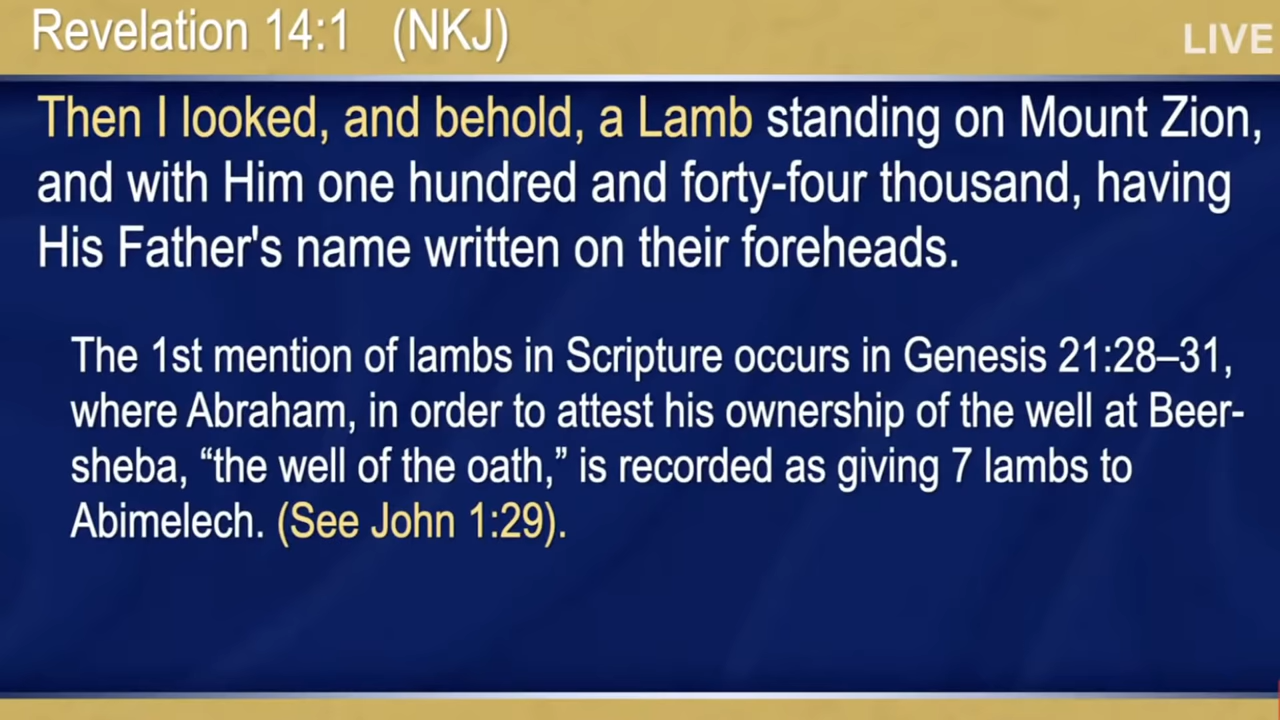 Revelation 14:1 (NKJ)
LIVE
Then I looked, and behold, a Lamb standing on Mount Zion,
and with Him one hundred and forty-four thousand, having
His Father's name written on their foreheads.
The 1st mention of lambs in Scripture occurs in Genesis 21:28–31,
where Abraham, in order to attest his ownership of the well at Beer-
sheba, “the well of the oath,” is recorded as giving 7 lambs to
Abimelech. (See John 1:29).